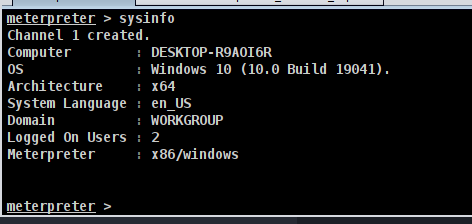 meterpreter > sysinfo
Channel 1 created.
Computer : DESKTOP-R9AOI6R
OS : Windows 10 (10.0 Build 19041).
Architecture : x64
System Language : en_US
Domain : WORKGROUP
Logged On Users : 2
Meterpreter : x86/windows
meterpreter >